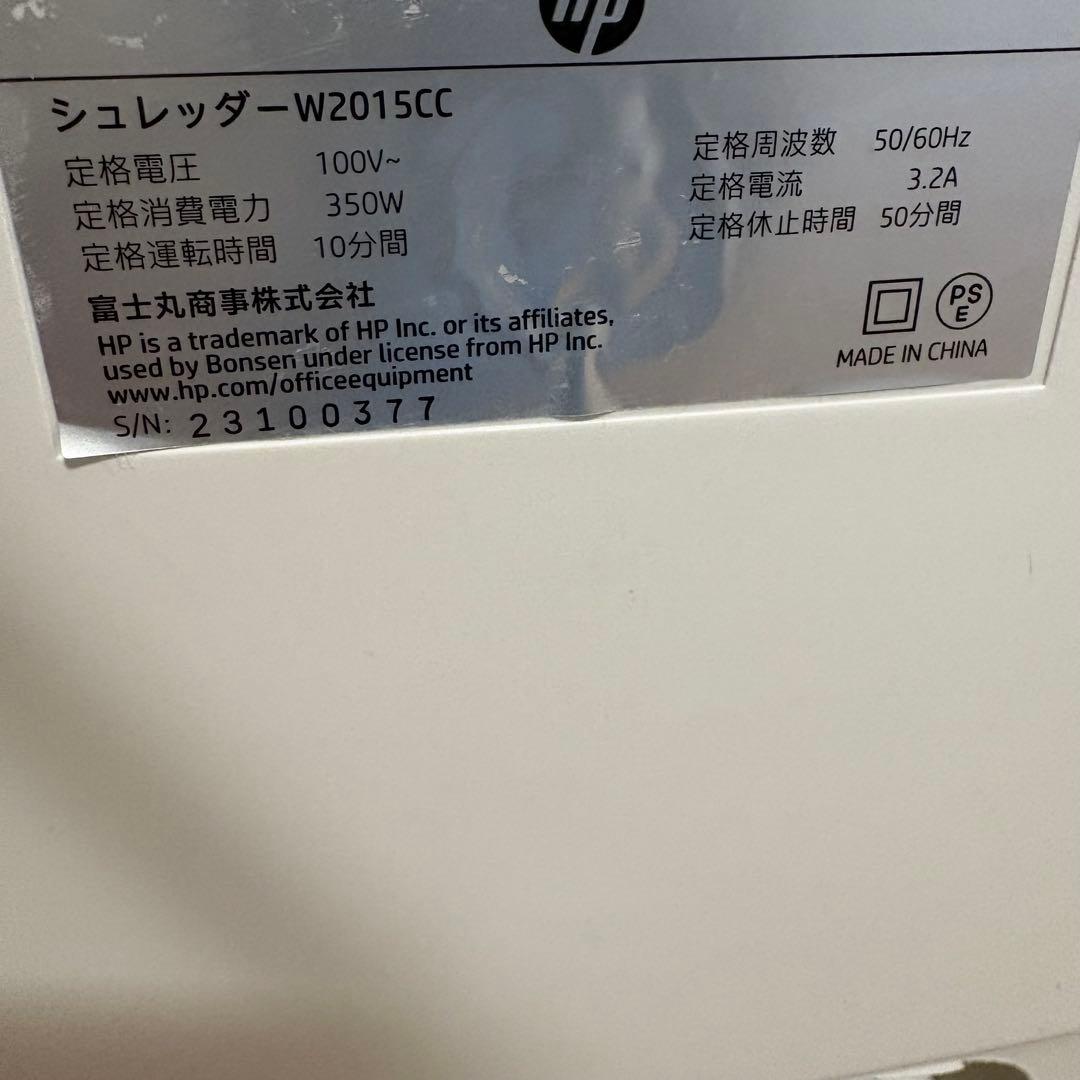 hp
シュレッダーW2015CC
定格電圧 100V~ 定格周波数 50/60Hz
定格消費電力 350W 定格電流 3.2A
定格運転時間 10分間 定格休止時間 50分間
富士丸商事株式会社
HP is a trademark of HP Inc. or its affiliates,
used by Bonsen under license from HP Inc.
www.hp.com/officeequipment
S/N: 23100377
PS
E
MADE IN CHINA